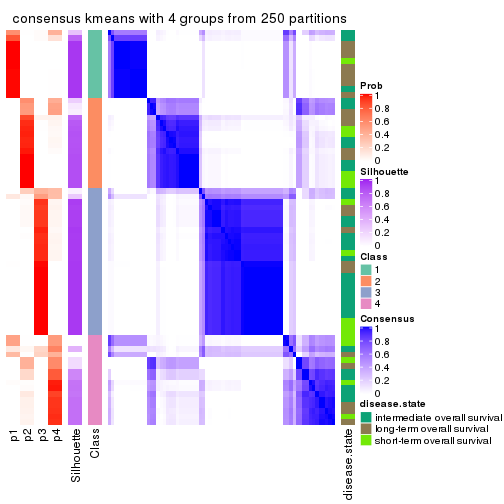 consensus kmeans with 4 groups from 250 partitions
Prob
1
0.8
0.6
0.4
0.2
0
Silhouette
1
0.8
0.6
0.4
0.2
0
Class
1
2
3
4
Consensus
1
0.8
0.6
0.4
0.2
0
disease.state
intermediate overall survival
long-term overall survival
short-term overall survival
p1
p2
p3
p4
Silhouette
Class
disease.state